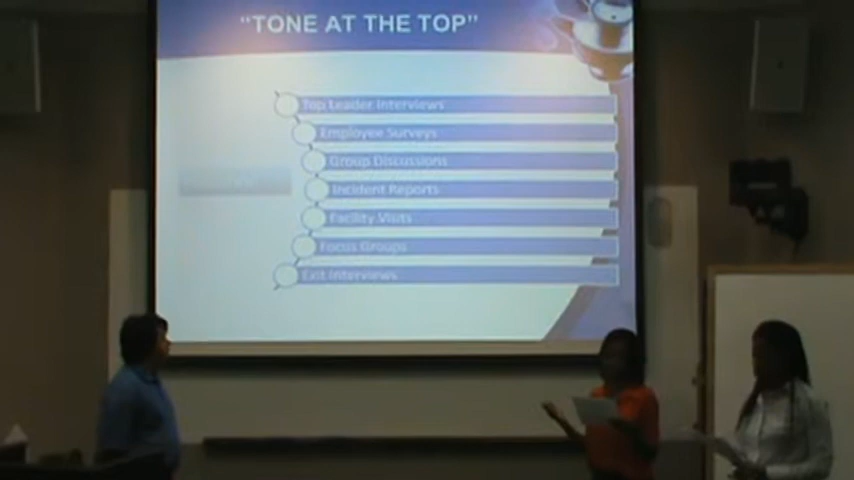 “TONE AT THE TOP”
Top Leader Interviews
Employee Surveys
Group Discussions
Incident Reports
Facility Visits
Focus Groups
Exit Interviews